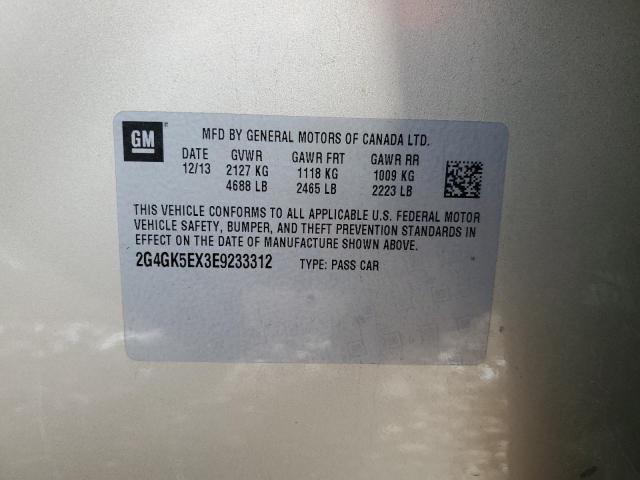 GM
MFD BY GENERAL MOTORS OF CANADA LTD.
DATE GVWR GAWR FRT GAWR RR
12/13 2127 KG 1118 KG 1009 KG
4688 LB 2465 LB 2223 LB
THIS VEHICLE CONFORMS TO ALL APPLICABLE U.S. FEDERAL MOTOR
VEHICLE SAFETY, BUMPER, AND THEFT PREVENTION STANDARDS IN
EFFECT ON THE DATE OF MANUFACTURE SHOWN ABOVE.
2G4GK5EX3E9233312 TYPE: PASS CAR